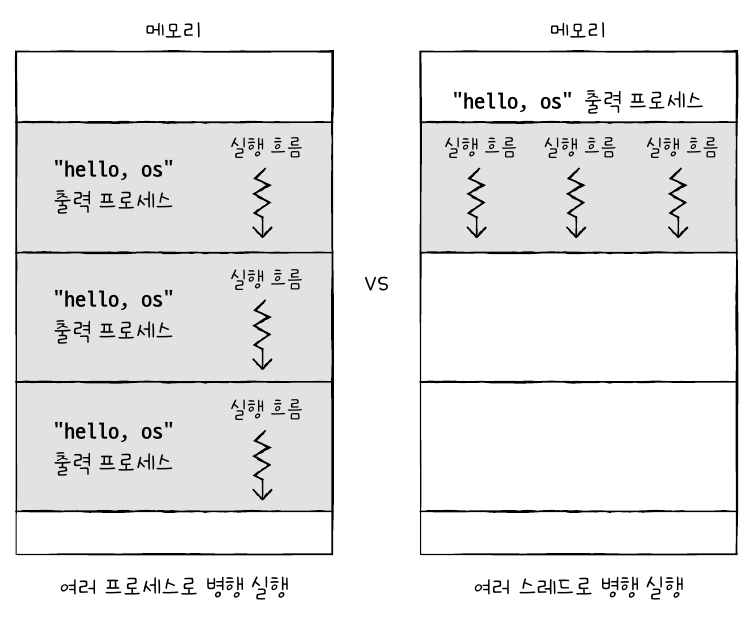 메모리
"hello, os"
출력 프로세스
실행 흐름
"hello, os"
출력 프로세스
실행 흐름
"hello, os"
출력 프로세스
실행 흐름
여러 프로세스로 병행 실행
vs
메모리
"hello, os" 출력 프로세스
실행 흐름 실행 흐름 실행 흐름
여러 스레드로 병행 실행